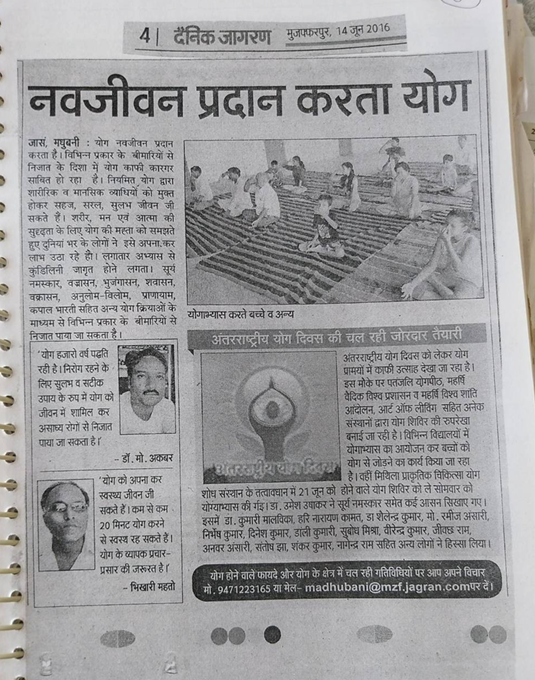 4| दैनिक जागरण मुजफ्फरपुर, 14 जून 2016
नवजीवन प्रदान करता योग
जासं, मधुबनी : योग नवजीवन प्रदान
करता है। विभिन्न प्रकार के बीमारियों से
निजात के दिशा में योग काफी कारगर
साबित हो रहा है। नियमित योग द्वारा
शारीरिक व मानसिक व्याधियों को मुक्त
होकर सहज, सरल, सुलभ जीवन जी
सकते हैं। शरीर, मन एवं आत्मा की
सुदृढता के लिए योग की महता को समझते
हुए दुनियां भर के लोगों ने इसे अपना.कर
लाभ उठा रहे हैं। लगातार अभ्यास से
कुंडिलिनी जागृत होने लगता। सूर्य
नमस्कार, वज्रासन, भुजंगासन, शवासन,
वक्रासन, अनुलोम-विलोम, प्राणायाम,
कपाल भारती सहित अन्य योग क्रियाओं के
माध्यम से विभिन्न प्रकार के बीमारियों से
निजात पाया जा सकता है।
योगाभ्यास करते बच्चे व अन्य
'योग हजारो वर्ष पद्धति
रही है। निरोग रहने के
लिए सुलभ व सटीक
उपाय के रुप में योग को
जीवन में शामिल कर
असाध्य रोगों से निजात
पाया जा सकता है।'
- डॉ. मो. अकबर
'योग को अपना कर
स्वस्थ्य जीवन जी
सकते हैं। कम से कम
20 मिनट योग करने
से स्वस्थ रह सकते हैं।
योग के व्यापक प्रचार-
प्रसार की जरूरत है।'
- भिखारी महतो
अंतरराष्ट्रीय योग दिवस की चल रही जोरदार तैयारी
अंतरराष्ट्रीय योग दिवस
अंतरराष्ट्रीय योग दिवस को लेकर योग
प्रामयों में काफी उत्साह देखा जा रहा है।
इस मौके पर पतजलि योगपीठ, महर्षि
वैदिक विश्व प्रशासन व महर्षि विश्व शाति
आंदोलन, आर्ट ऑफ लीविंग सहित अनेक
संस्थानों द्वारा योग शिविर की रुपरेखा
बनाई जा रही है। विभिन्न विद्यालयों में
योगाभ्यास का आयोजन कर बच्चों को
योग से जोडने का कार्य किया जा रहा
है। वहीं मिथिला प्राकृतिक चिकित्सा योग
शोध संस्थान के तत्वावधान में 21 जून को होने वाले योग शिविर को ले सोमवार को
योग्याभ्यास की गई। डा. उमेश उषाकर ने सूर्य नमस्कार समेत कई आसन सिखाए गए।
इसमें डा. कुमारी मालविका, हरि नारायण कामत, डा शैलेन्द्र कुमार, मो. रमीज अंसारी,
निर्भय कुमार, दिनेश कुमार, डाली कुमारी, सुबोध मिश्रा, वीरेन्द्र कुमार, जीवछ राम,
अनवर अंसारी, संतोष झा, शंकर कुमार, नागेन्द्र राम सहित अन्य लोगों ने हिस्सा लिया।
योग होने वाले फायदे और योग के क्षेत्र में चल रही गतिविधियों पर आप अपने विचार
मो. 9471223165 या मेल- madhubani@mzf.jagran.comपर दें।